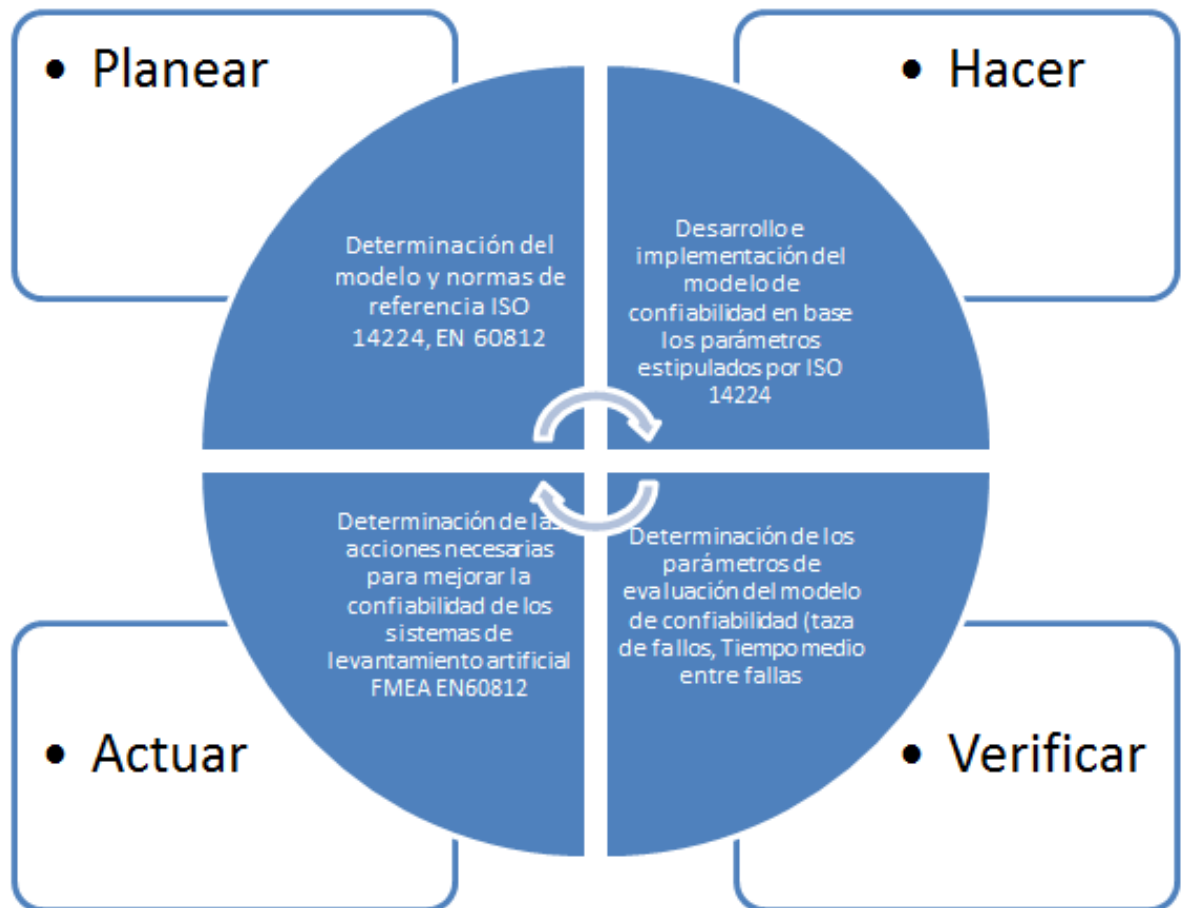 • Planear
Determinación del
modelo y normas de
referencia ISO
14224, EN 60812
• Hacer
Desarrollo e
implementación del
modelo de
confiabilidad en base
los parámetros
estipulados por ISO
14224
• Actuar
Determinación de las
acciones necesarias
para mejorar la
confiabilidad de los
sistemas de
levantamiento artificial
FMEA EN60812
• Verificar
Determinación de los
parámetros de
evaluación del modelo
de confiabilidad (taza
de fallos, Tiempo medio
entre fallas